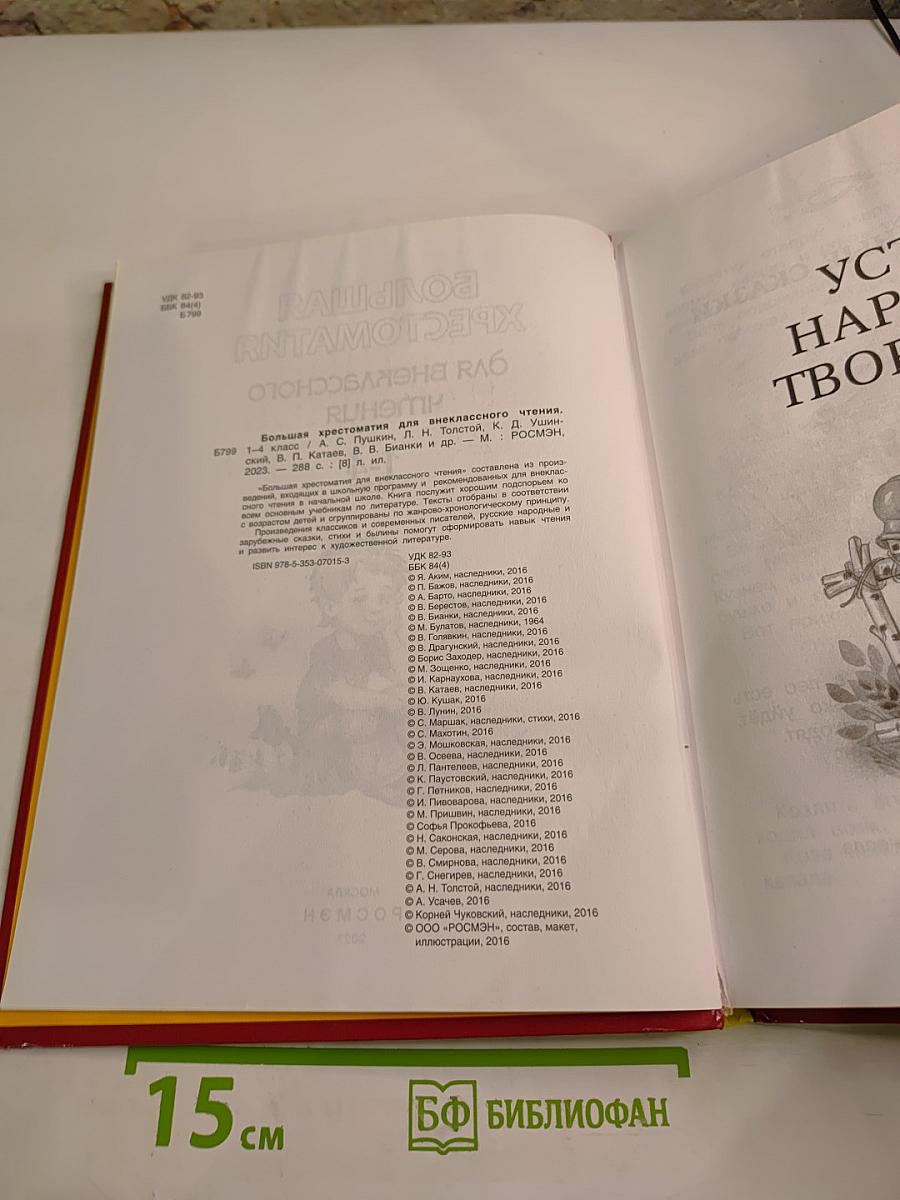 УДК 82-93
ББК 84(4)
Б 799
Большая хрестоматия для внеклассного чтения.
Б799 1–4 класс / А. С. Пушкин, Л. Н. Толстой, К. Д. Ушин-
ский, В. П. Катаев, В. В. Бианки и др. — М. : РОСМЭН,
2023. — 288 с. : [8] л. ил.
«Большая хрестоматия для внеклассного чтения» составлена из произ-
ведений, входящих в школьную программу и рекомендованных для внеклас-
сного чтения в начальной школе. Книга послужит хорошим подспорьем ко
всем основным учебникам по литературе. Тексты отобраны в соответствии
с возрастом детей и сгруппированы по жанрово-хронологическому принципу.
Произведения классиков и современных писателей, русские народные и
зарубежные сказки, стихи и былины помогут сформировать навык чтения
и развить интерес к художественной литературе.
ISBN 978-5-353-07015-3
УДК 82-93
ББК 84(4)
© Я. Аким, наследники, 2016
© П. Бажов, наследники, 2016
© А. Барто, наследники, 2016
© В. Берестов, наследники, 2016
© В. Бианки, наследники, 2016
© М. Булатов, наследники, 1964
© В. Голявкин, наследники, 2016
© В. Драгунский, наследники, 2016
© Борис Заходер, наследники, 2016
© М. Зощенко, наследники, 2016
© И. Карнаухова, наследники, 2016
© В. Катаев, наследники, 2016
© Ю. Кушак, 2016
© В. Лунин, 2016
© С. Маршак, наследники, стихи, 2016
© С. Махотин, 2016
© Э. Мошковская, наследники, 2016
© В. Осеева, наследники, 2016
© Л. Пантелеев, наследники, 2016
© К. Паустовский, наследники, 2016
© Г. Петников, наследники, 2016
© И. Пивоварова, наследники, 2016
© М. Пришвин, наследники, 2016
© Софья Прокофьева, 2016
© Н. Саконская, наследники, 2016
© М. Серова, наследники, 2016
© В. Смирнова, наследники, 2016
© Г. Снегирев, наследники, 2016
© А. Н. Толстой, наследники, 2016
© А. Усачев, 2016
© Корней Чуковский, наследники, 2016
© ООО «РОСМЭН», состав, макет,
иллюстрации, 2016
УСТ
НАР
ТВОР
15 см
БФ БИБЛИОФАН